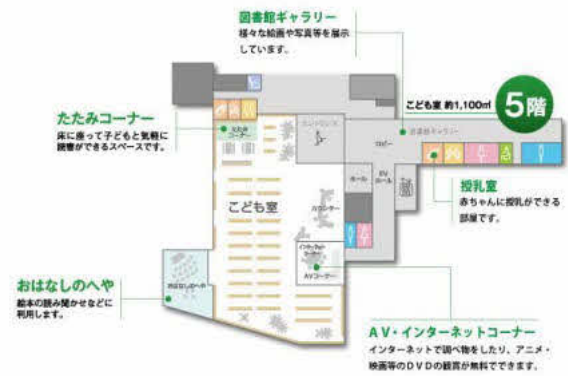 図書館ギャラリー
様々な絵画や写真等を展示
しています。
こども室 約1,100㎡
5階
たたみコーナー
床に座って子どもと気軽に
読書ができるスペースです。
たたみ
コーナー
エントランス
図書館ギャラリー
ロビー
ホール
EV
ホール
授乳室
赤ちゃんに授乳ができる
部屋です。
こども室
カウンター
インターネット
コーナー
AVコーナー
おはなしのへや
おはなしのへや
絵本の読み聞かせなどに
利用します。
AV・インターネットコーナー
インターネットで調べ物をしたり、アニメ・
映画等のDVDの観賞が無料でできます。